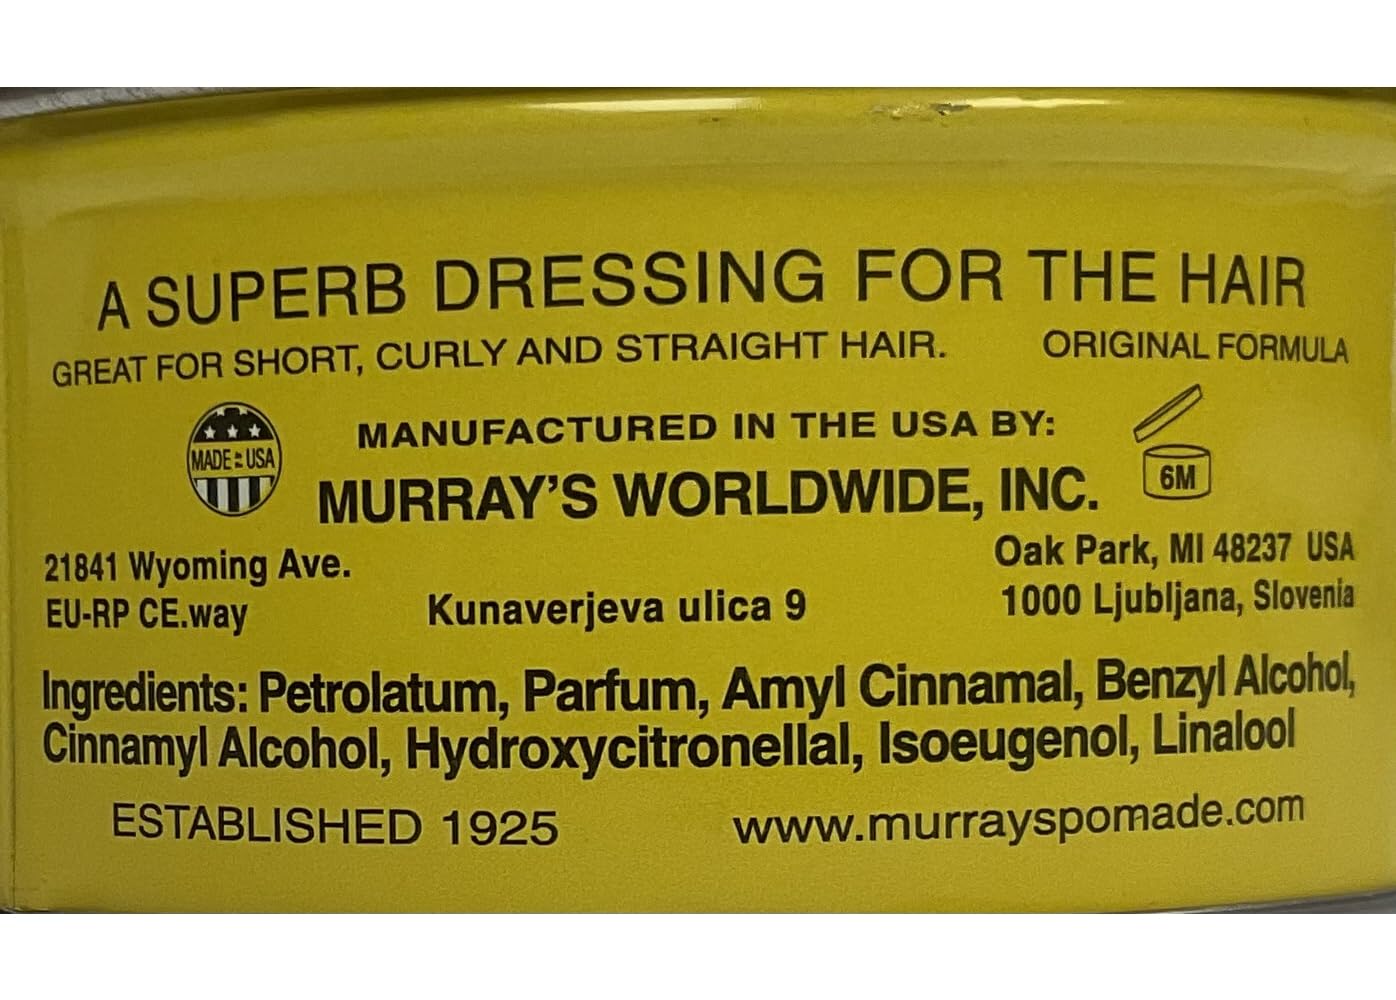 A SUPERB DRESSING FOR THE HAIR
GREAT FOR SHORT, CURLY AND STRAIGHT HAIR. ORIGINAL FORMULA
MANUFACTURED IN THE USA BY:
MADE IN USA
6M
MURRAY'S WORLDWIDE, INC.
21841 Wyoming Ave. Oak Park, MI 48237 USA
EU-RP CE.way Kunaverjeva ulica 9 1000 Ljubljana, Slovenia
Ingredients: Petrolatum, Parfum, Amyl Cinnamal, Benzyl Alcohol,
Cinnamyl Alcohol, Hydroxycitronellal, Isoeugenol, Linalool
ESTABLISHED 1925 www.murrayspomade.com